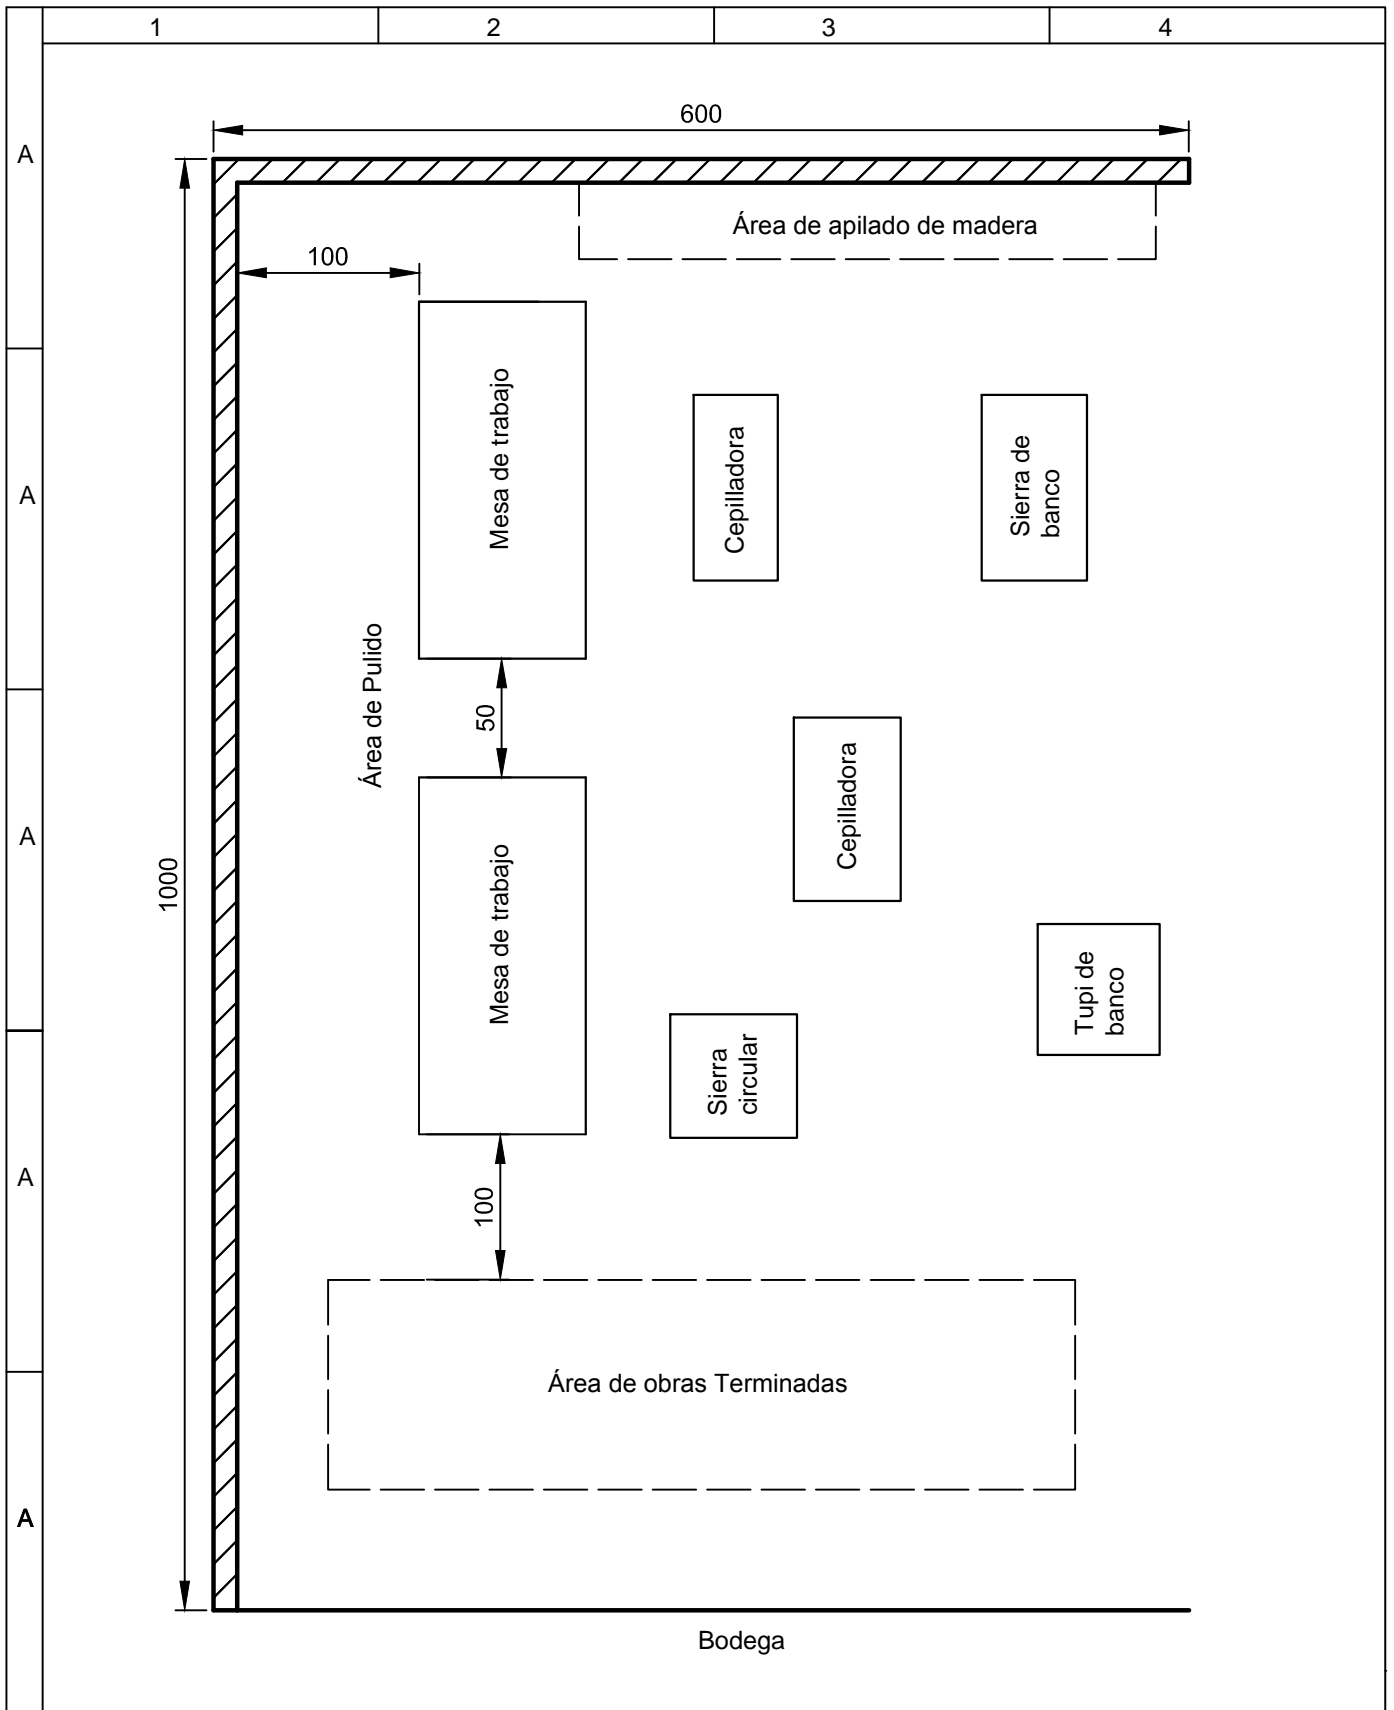 1
2
3
4
A
600
Área de apilado de madera
100
Mesa de trabajo
Cepilladora
Sierra de
banco
A
Área de Pulido
50
Cepilladora
A
1000
Mesa de trabajo
Tupi de
banco
Sierra
circular
A
100
Área de obras Terminadas
A
Bodega